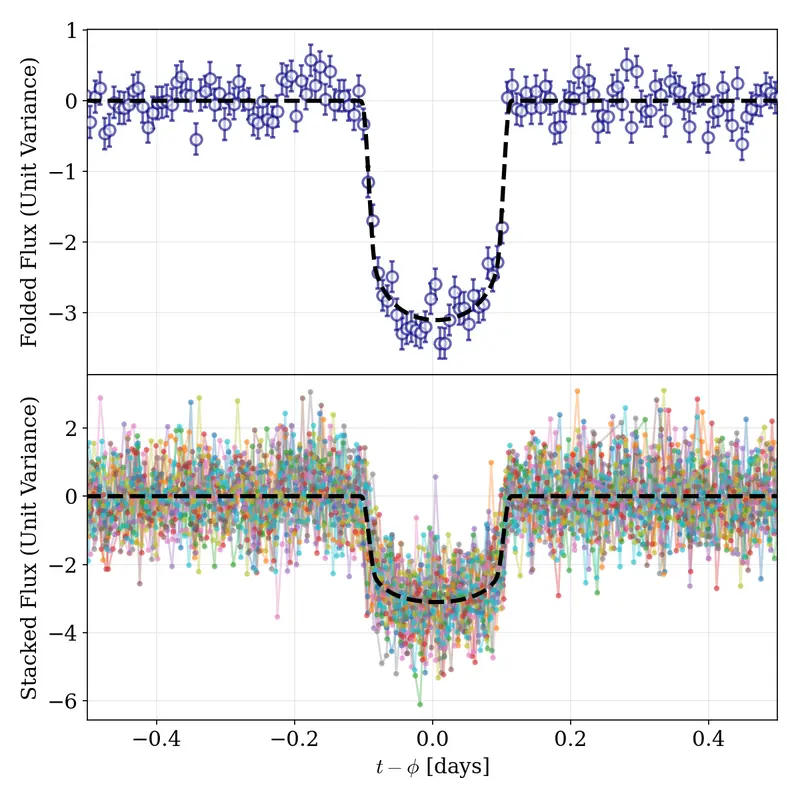 Folded Flux (Unit Variance)
1
0
−1
−2
−3
Stacked Flux (Unit Variance)
2
0
−2
−4
−6
−0.4 −0.2 0.0 0.2 0.4
t − ϕ [days]